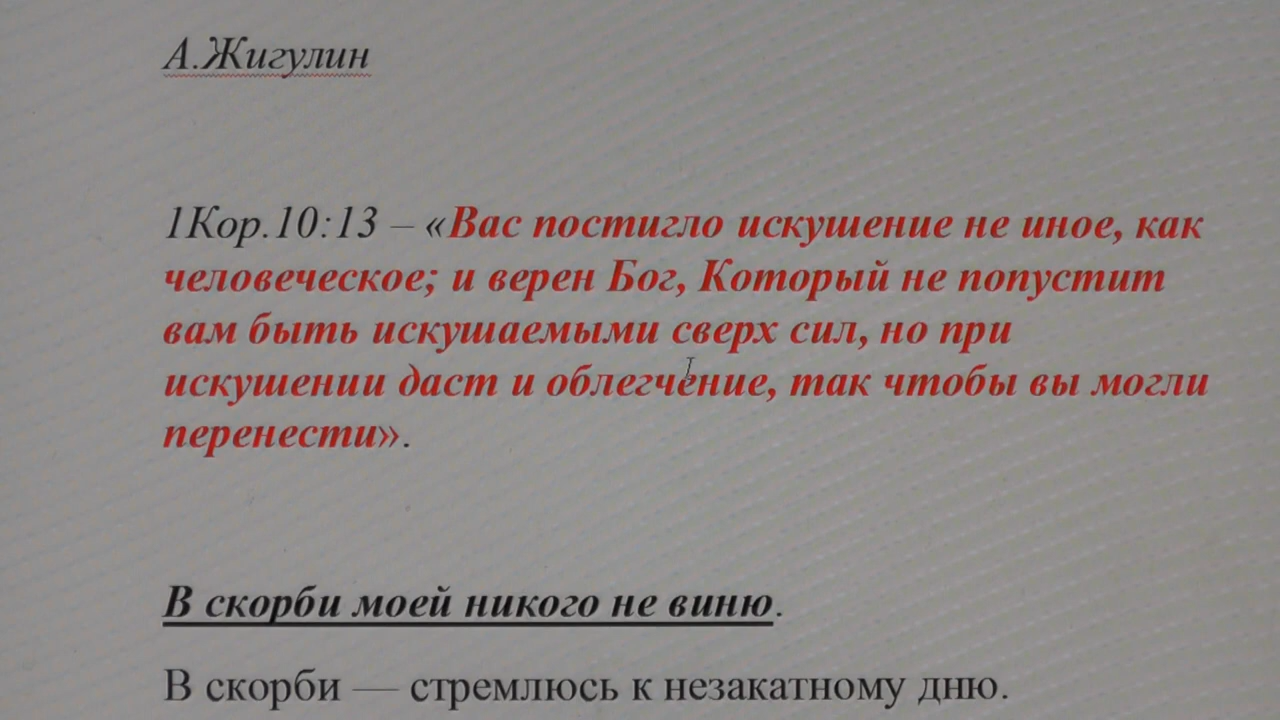 А.Жигулин
1Кор.10:13 – «Вас постигло искушение не иное, как
человеческое; и верен Бог, Который не попустит
вам быть искушаемыми сверх сил, но при
искушении даст и облегчение, так чтобы вы могли
перенести».
В скорби моей никого не виню.
В скорби — стремлюсь к незакатному дню.